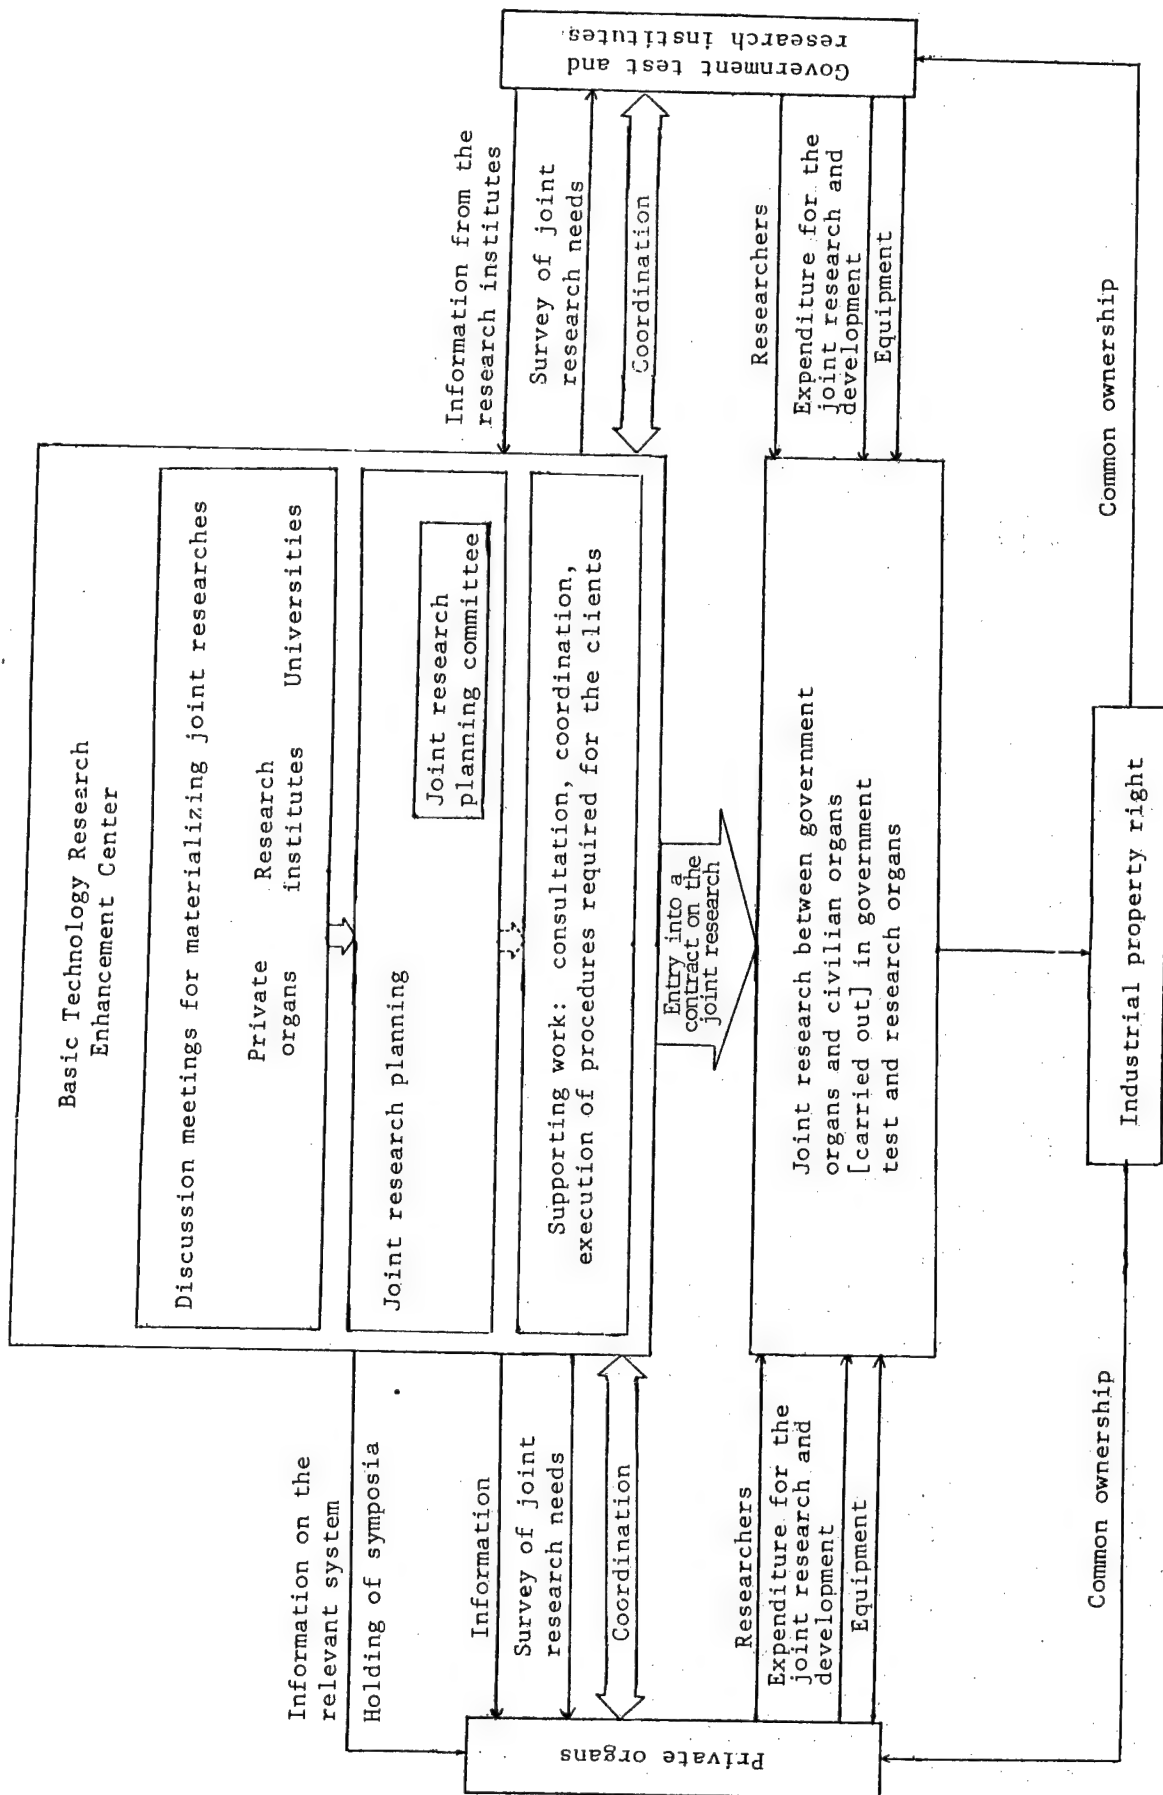 Basic Technology Research
Enhancement Center
Discussion meetings for materializing joint researches
Private
organs
Research
institutes
Universities
Joint research planning
Joint research
planning committee
Supporting work: consultation, coordination,
execution of procedures required for the clients
Information on the
relevant system
Holding of symposia
Information
Survey of joint
research needs
Coordination
Private organs
Information from the
research institutes
Survey of joint
research needs
Coordination
Government test and
research institutes
Entry into a
contract on the
joint research
Researchers
Expenditure for the
joint research and
development
Equipment
Joint research between government
organs and civilian organs
[carried out] in government
test and research organs
Researchers
Expenditure for the
joint research and
development
Equipment
Common ownership
Industrial property right
Common ownership